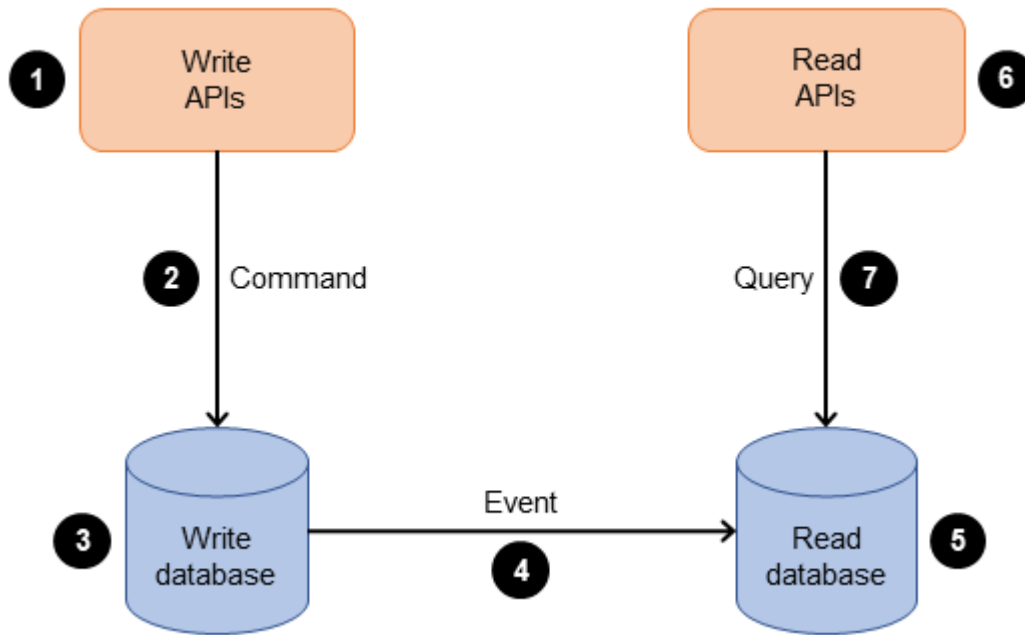 1
Write
APIs
Read
APIs
6
2
Command
Query
7
3
Write
database
Event
4
Read
database
5